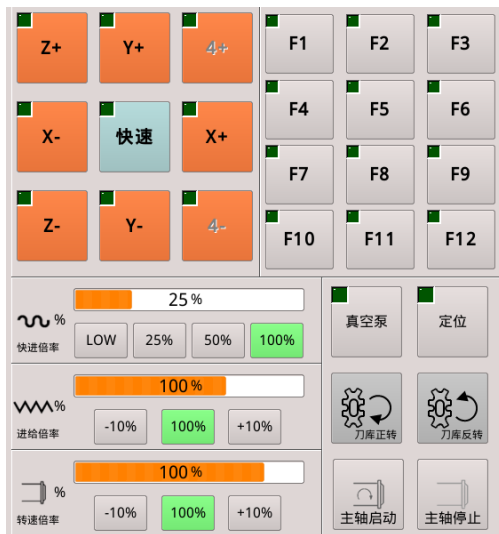 Z+ Y+ 4+
X- 快速 X+
Z- Y- 4-
F1 F2 F3
F4 F5 F6
F7 F8 F9
F10 F11 F12
25%
%
快进倍率
LOW 25% 50% 100%
100%
%
进给倍率
-10% 100% +10%
100%
%
转速倍率
-10% 100% +10%
真空泵 定位
刀库正转 刀库反转
主轴启动 主轴停止